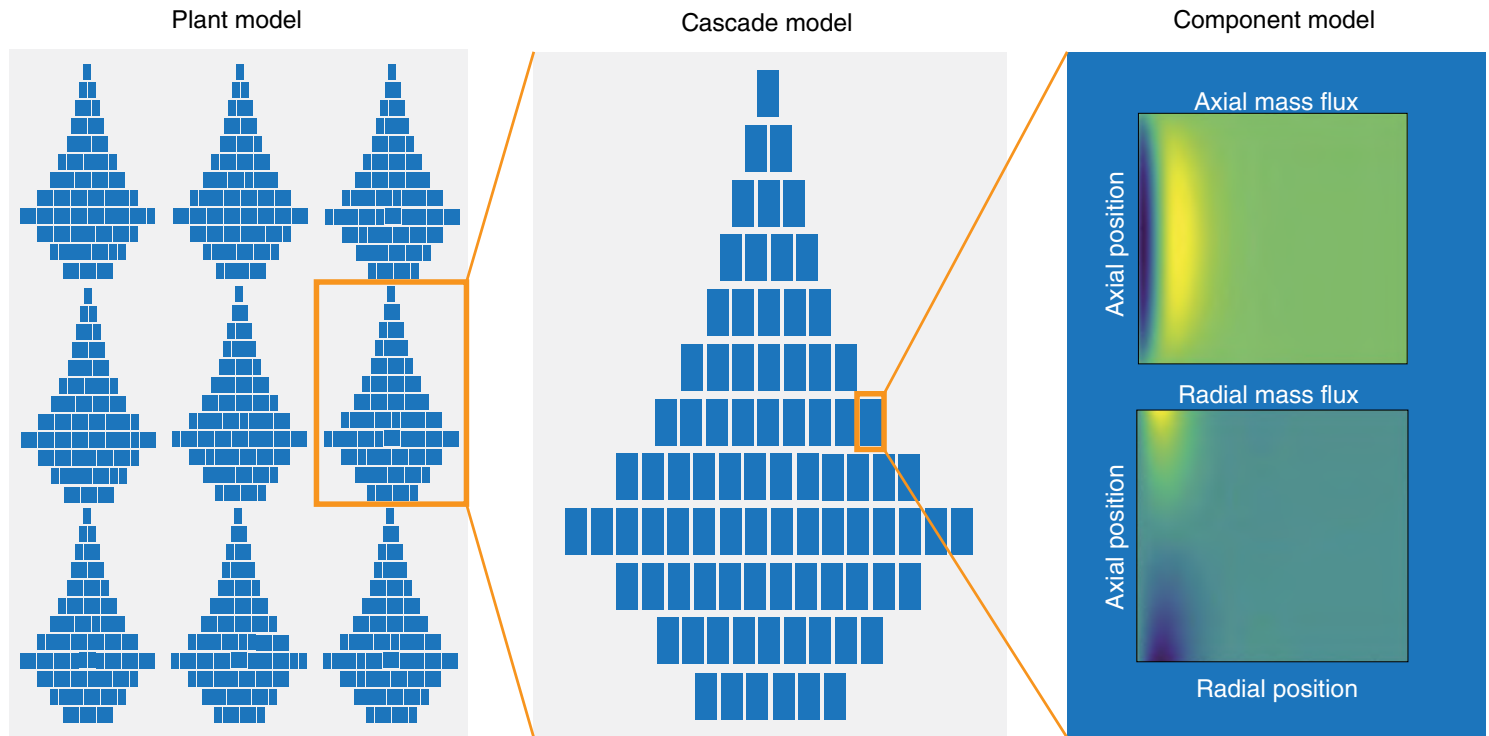 Plant model
Cascade model
Component model
Axial mass flux
Axial position
Radial mass flux
Axial position
Radial position